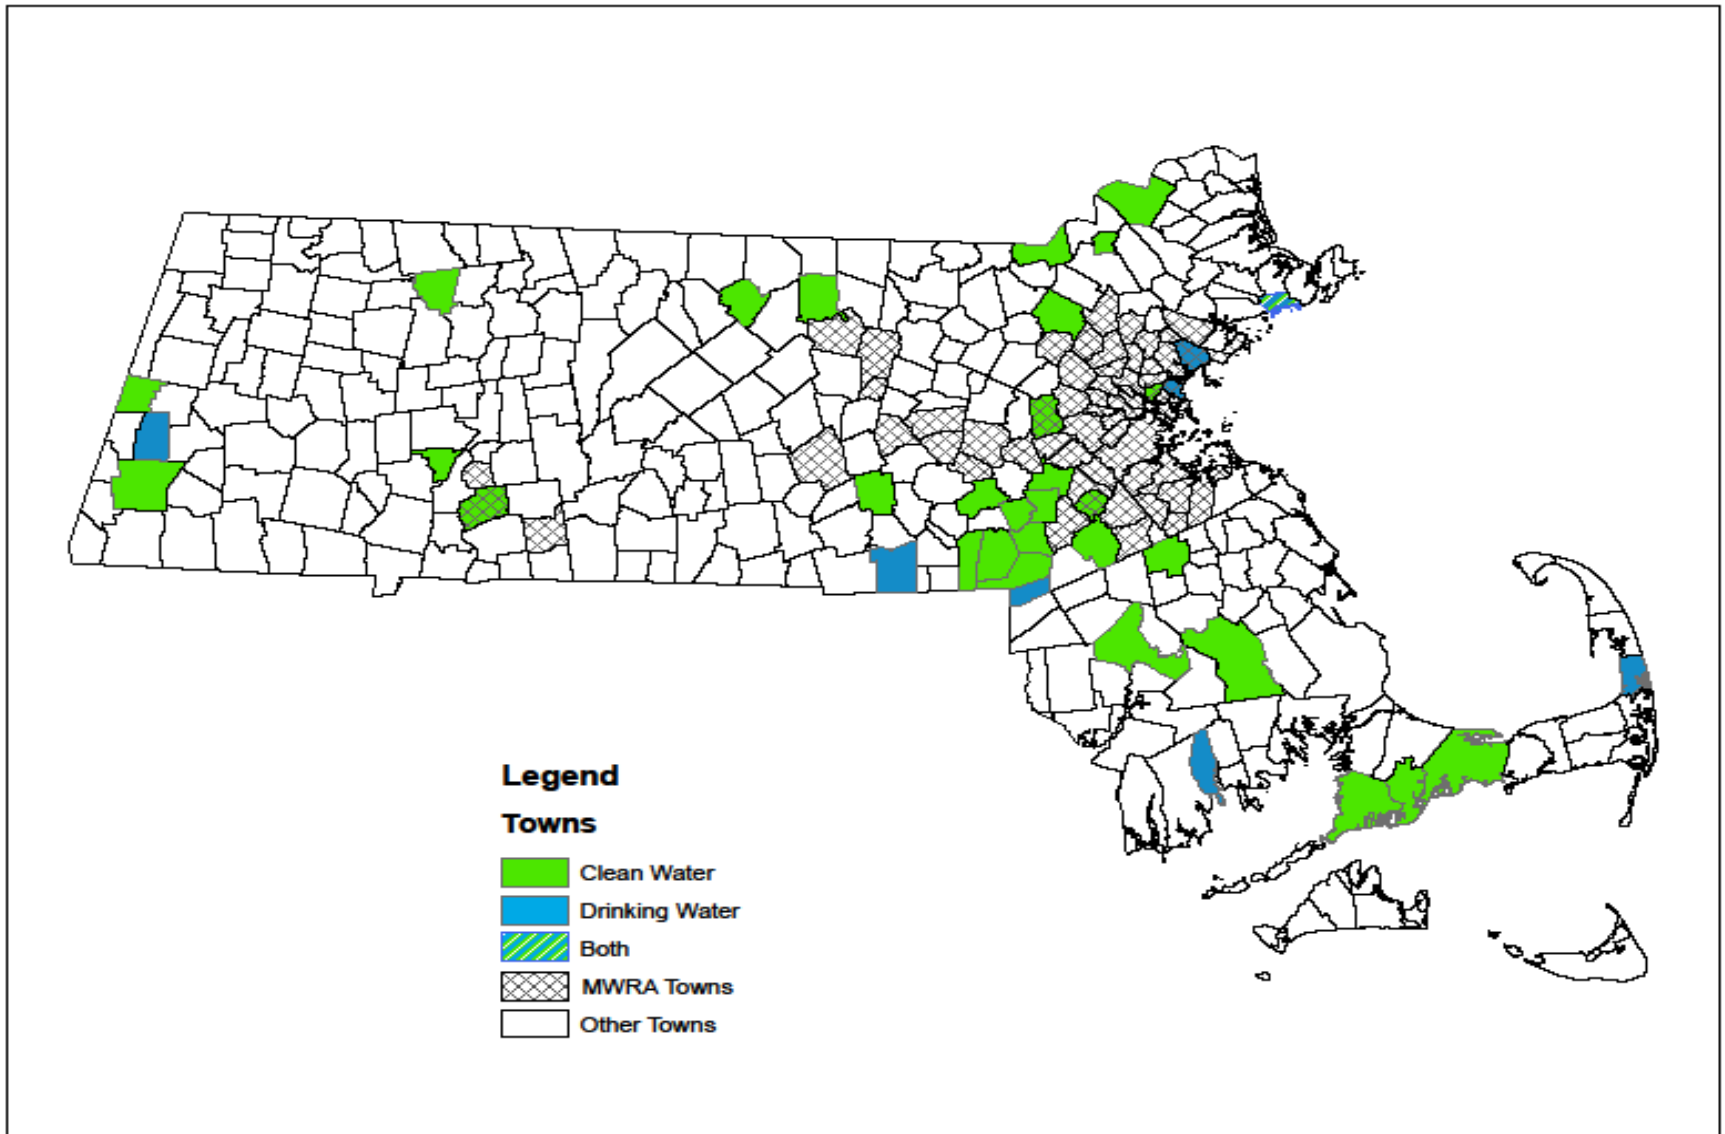 Legend
Towns
Clean Water
Drinking Water
Both
MWRA Towns
Other Towns